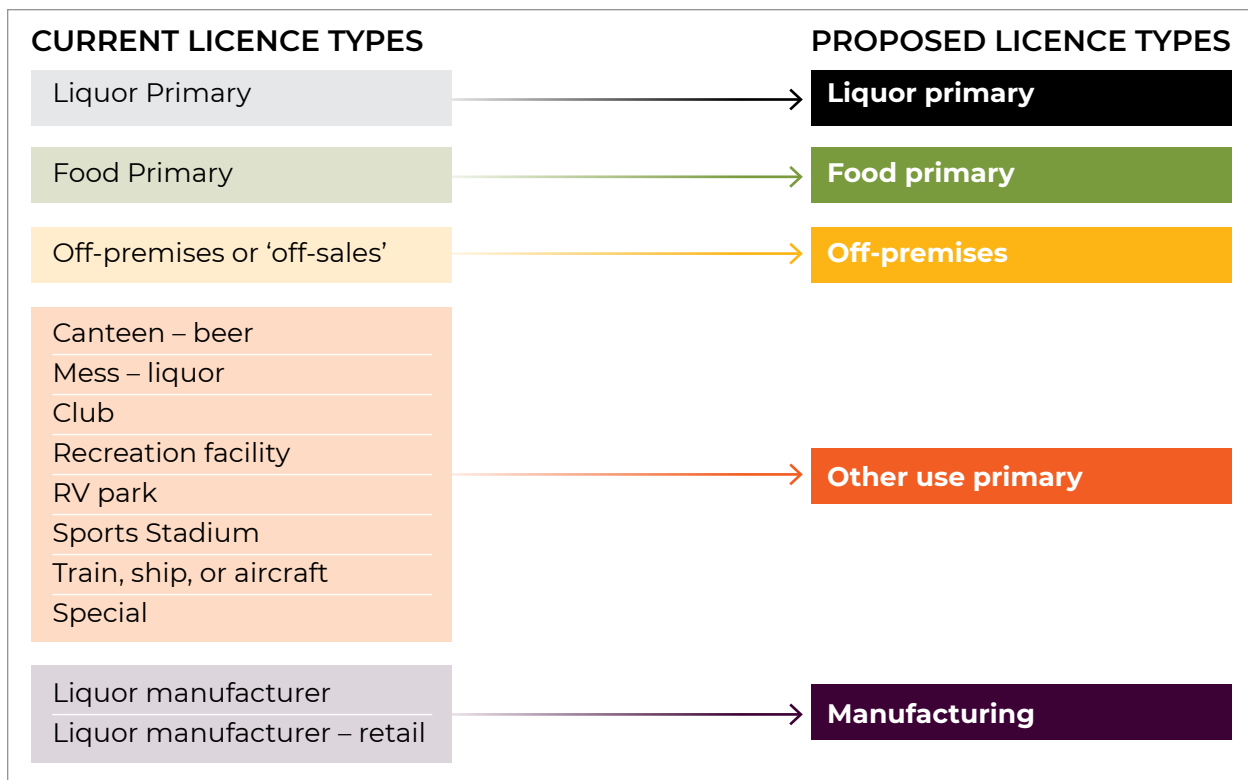 CURRENT LICENCE TYPES
PROPOSED LICENCE TYPES
Liquor Primary
Liquor primary
Food Primary
Food primary
Off-premises or ‘off-sales’
Off-premises
Canteen – beer
Mess – liquor
Club
Recreation facility
RV park
Sports Stadium
Train, ship, or aircraft
Special
Other use primary
Liquor manufacturer
Liquor manufacturer – retail
Manufacturing